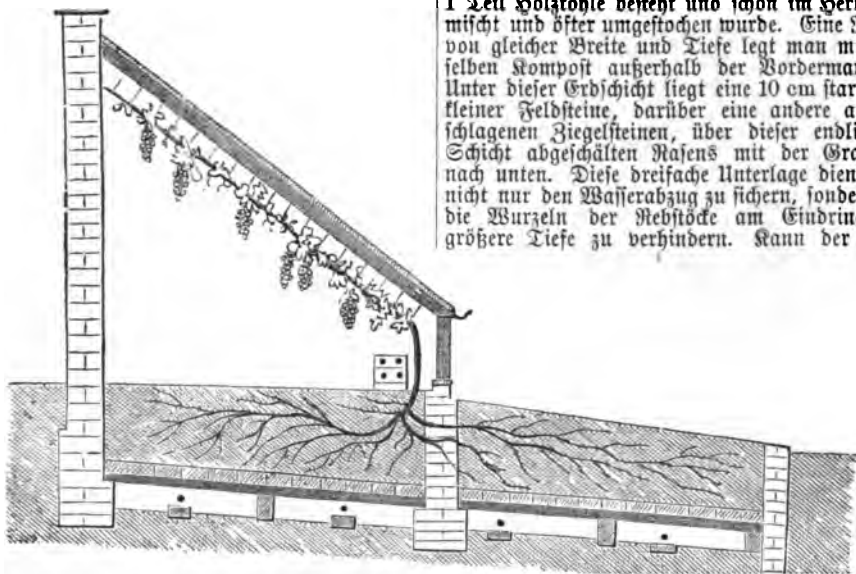 1 Teil Holzkohle besteht und schon im Her
mischt und öfter umgestochen wurde. Eine
von gleicher Breite und Tiefe legt man m
selben Kompost außerhalb der Vorderma
Unter dieser Erdschicht liegt eine 10 cm star
kleiner Feldsteine, darüber eine andere a
schlagenen Ziegelsteinen, über dieser endli
Schicht abgeschälten Rasens mit der Gra
nach unten. Diese dreifache Unterlage dien
nicht nur den Wasserabzug zu sichern, sonde
die Wurzeln der Rebstöcke am Eindrin
größere Tiefe zu verhindern. Kann der